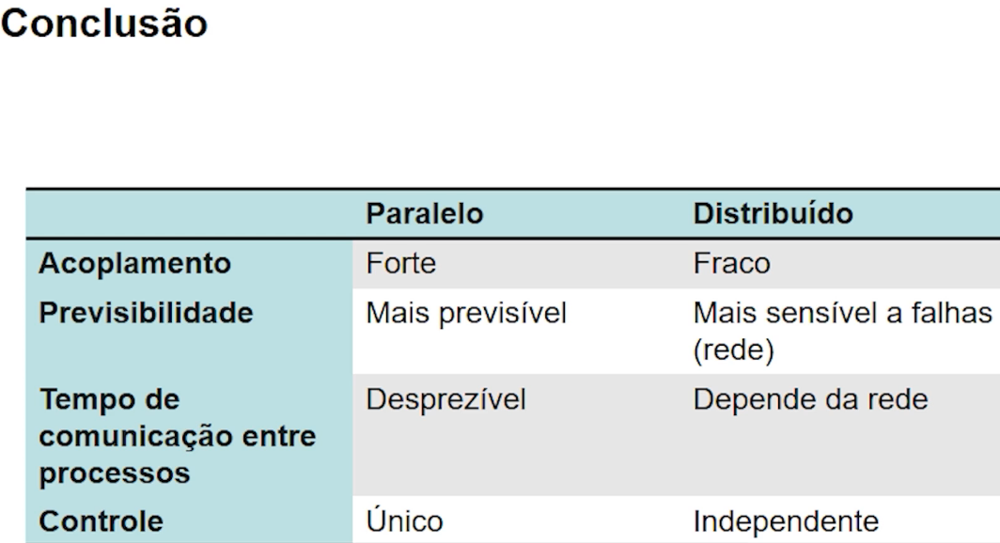 Conclusão
Paralelo Distribuído
Acoplamento Forte Fraco
Previsibilidade Mais previsível Mais sensível a falhas
(rede)
Tempo de Desprezível Depende da rede
comunicação entre
processos
Controle Único Independente